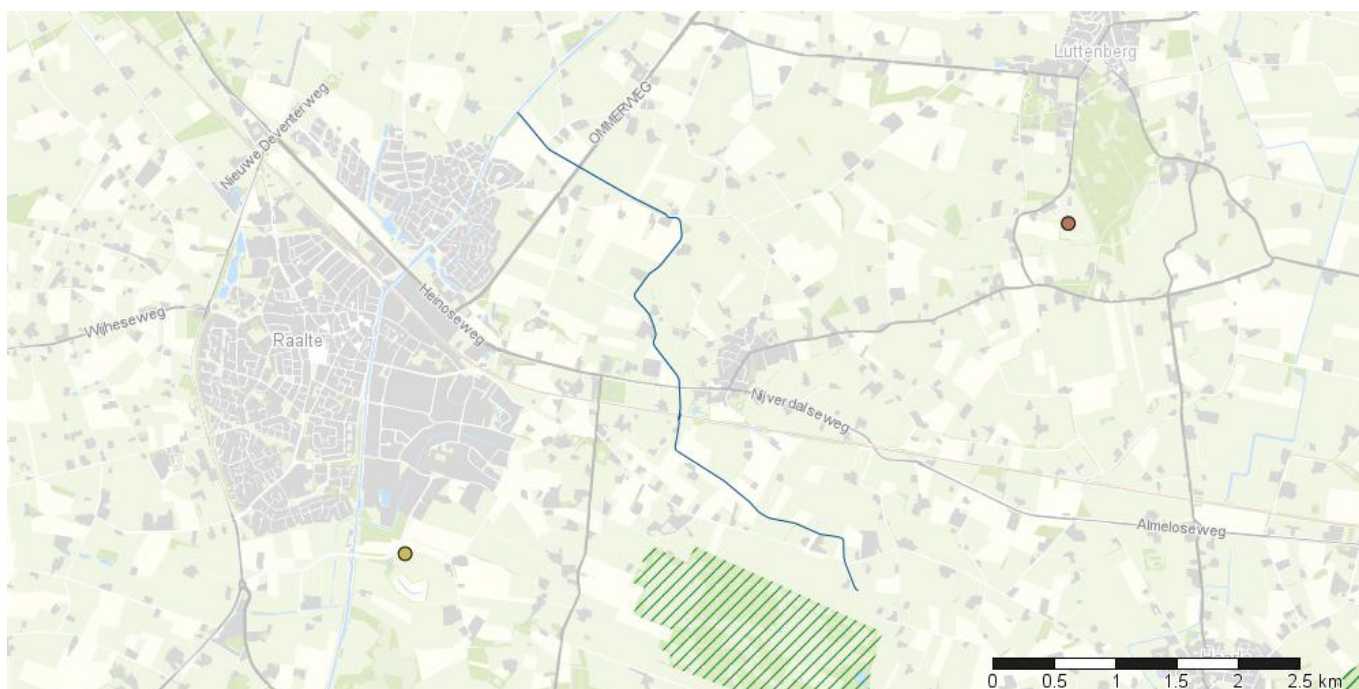 Luttenberg
Nieuwe Deventerweg
OMMERWEG
Heinoseweg
Wijheseweg
Raalte
Nijverdalseweg
Almeloseweg
Haarle
0 0.5 1 1.5 2 2.5 km